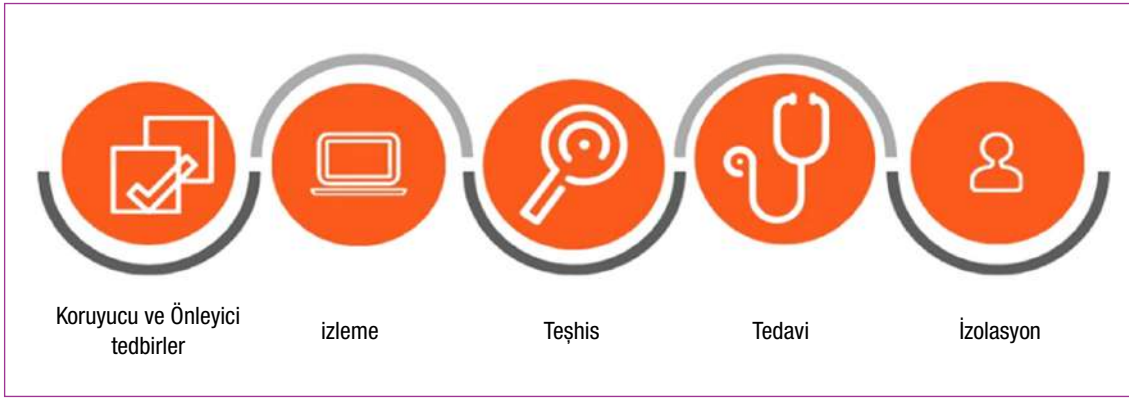 Koruyucu ve Önleyici
tedbirler
izleme
Teşhis
Tedavi
İzolasyon